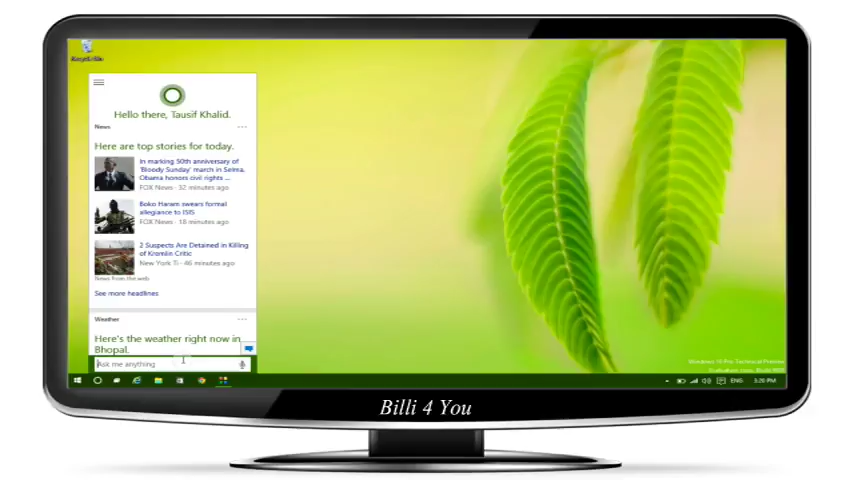 Recycle Bin
Hello there, Tausif Khalid.
News
Here are top stories for today.
In marking 50th anniversary of
'Bloody Sunday' march in Selma,
Obama honors civil rights ...
FOX News - 32 minutes ago
Boko Haram swears formal
allegiance to ISIS
FOX News - 18 minutes ago
2 Suspects Are Detained in Killing
of Kremlin Critic
New York Ti - 46 minutes ago
News from the web
See more headlines
Weather
Here's the weather right now in
Bhopal.
Ask me anything
Windows 10 Pro Technical Preview
Evaluation copy. Build
ENG
3:20 PM
Billi 4 You